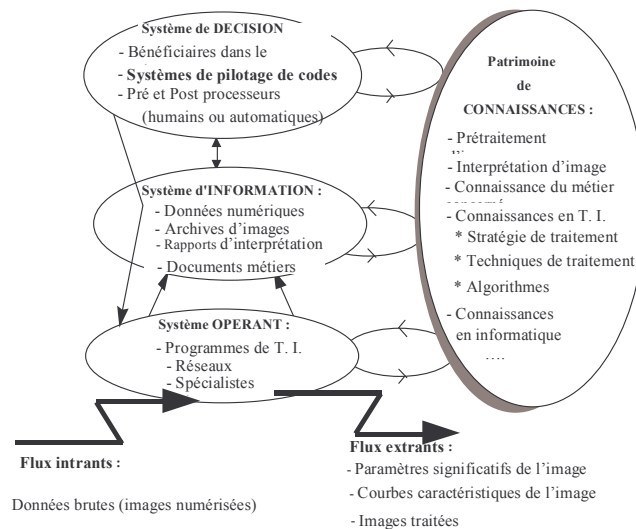 Système de DECISION
- Bénéficiaires dans le
- Systèmes de pilotage de codes
- Pré et Post processeurs
(humains ou automatiques)
Système d'INFORMATION :
- Données numériques
- Archives d'images
- Rapports d'interprétation
- Documents métiers
Système OPERANT :
- Programmes de T. I.
- Réseaux
- Spécialistes
Patrimoine
de
CONNAISSANCES :
- Prétraitement
- Interprétation d'image
- Connaissance du métier
- Connaissances en T. I.
* Stratégie de traitement
* Techniques de traitement
* Algorithmes
- Connaissances
en informatique
....
Flux intrants :
Données brutes (images numérisées)
Flux extrants :
- Paramètres significatifs de l'image
- Courbes caractéristiques de l'image
- Images traitées